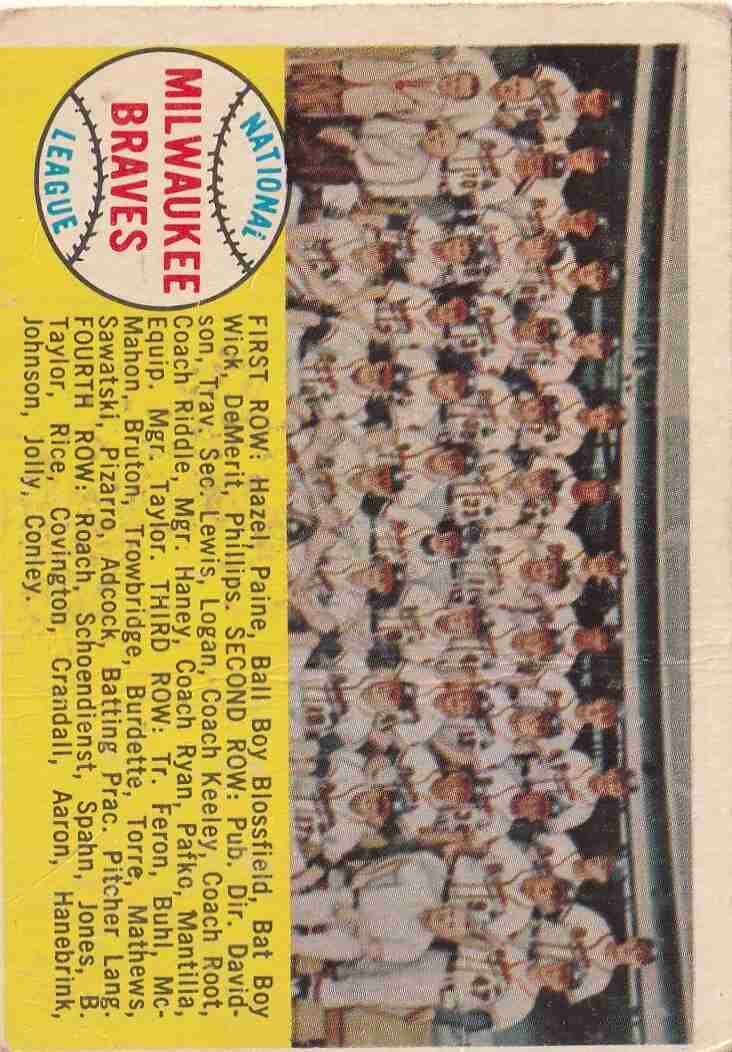 NATIONAL
LEAGUE
MILWAUKEE
BRAVES
FIRST ROW: Hazel, Paine, Ball Boy Blossfield, Bat Boy
Wick, DeMerit, Phillips. SECOND ROW: Pub. Dir. David-
son, Trav. Sec. Lewis, Logan, Coach Keeley, Coach Root,
Coach Riddle, Mgr. Haney, Coach Ryan, Pafko, Mantilla,
Equip. Mgr. Taylor. THIRD ROW: Tr. Feron, Buhl, Mc-
Mahon, Bruton, Trowbridge, Burdette, Torre, Mathews,
Sawatski, Pizarro, Adcock, Batting Prac. Pitcher Lang.
FOURTH ROW: Roach, Schoendienst, Spahn, Jones, B.
Taylor, Rice, Covington, Crandall, Aaron, Hanebrink,
Johnson, Jolly, Conley.